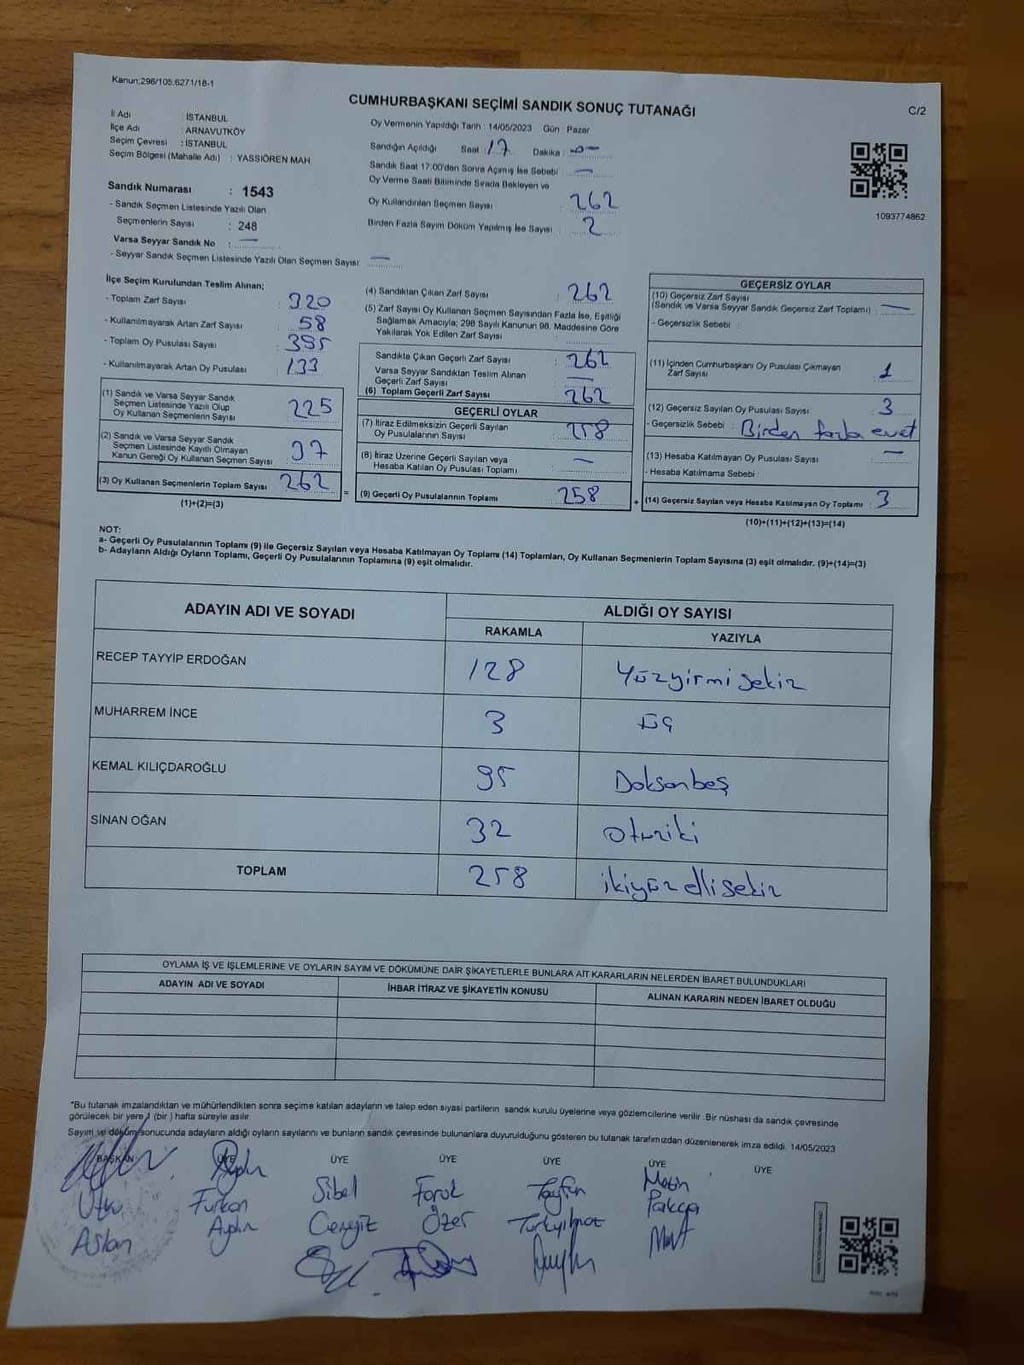 Kanun:298/105,6271/18-1
CUMHURBAŞKANI SEÇİMİ SANDIK SONUÇ TUTANAĞI
C/2
İl Adı : İSTANBUL
İlçe Adı : ARNAVUTKÖY
Seçim Çevresi : İSTANBUL
Seçim Bölgesi (Mahalle Adı) : YASSIÖREN MAH
Sandık Numarası : 1543
- Sandık Seçmen Listesinde Yazılı Olan
Seçmenlerin Sayısı : 248
Varsa Seyyar Sandık No : —
- Seyyar Sandık Seçmen Listesinde Yazılı Olan Seçmen Sayısı: —
Oy Vermenin Yapıldığı Tarih : 14/05/2023 Gün : Pazar
Sandığın Açıldığı Saat : 17 Dakika : -0-
Sandık Saat 17:00'den Sonra Açılmış İse Sebebi : —
Oy Verme Saati Bitiminde Sırada Bekleyen ve
Oy Kullandırılan Seçmen Sayısı : 262
Birden Fazla Sayım Döküm Yapılmış İse Sayısı : 2
1093774862
İlçe Seçim Kurulundan Teslim Alınan;
- Toplam Zarf Sayısı : 320
- Kullanılmayarak Artan Zarf Sayısı : 58
- Toplam Oy Pusulası Sayısı : 395
- Kullanılmayarak Artan Oy Pusulası : 133
(1) Sandık ve Varsa Seyyar Sandık
Seçmen Listesinde Yazılı Olup
Oy Kullanan Seçmenlerin Sayısı : 225
(2) Sandık ve Varsa Seyyar Sandık
Seçmen Listesinde Kayıtlı Olmayan
Kanun Gereği Oy Kullanan Seçmen Sayısı : 37
(3) Oy Kullanan Seçmenlerin Toplam Sayısı : 262
(1)+(2)=(3)
(4) Sandıktan Çıkan Zarf Sayısı : 262
(5) Zarf Sayısı Oy Kullanan Seçmen Sayısından Fazla İse, Eşitliği
Sağlamak Amacıyla; 298 Sayılı Kanunun 98. Maddesine Göre
Yakılarak Yok Edilen Zarf Sayısı :
Sandıkta Çıkan Geçerli Zarf Sayısı : 262
Varsa Seyyar Sandıktan Teslim Alınan
Geçerli Zarf Sayısı : —
(6) Toplam Geçerli Zarf Sayısı : 262
GEÇERLİ OYLAR
(7) İtiraz Edilmeksizin Geçerli Sayılan
Oy Pusulalarının Sayısı : 258
(8) İtiraz Üzerine Geçerli Sayılan veya
Hesaba Katılan Oy Pusulası Toplamı : —
(9) Geçerli Oy Pusulalarının Toplamı : 258
GEÇERSİZ OYLAR
(10) Geçersiz Zarf Sayısı
(Sandık ve Varsa Seyyar Sandık Geçersiz Zarf Toplamı) : —
- Geçersizlik Sebebi :
(11) İçinden Cumhurbaşkanı Oy Pusulası Çıkmayan
Zarf Sayısı : 1
(12) Geçersiz Sayılan Oy Pusulası Sayısı : 3
- Geçersizlik Sebebi : Birden fazla evet
(13) Hesaba Katılmayan Oy Pusulası Sayısı : —
- Hesaba Katılmama Sebebi :
(14) Geçersiz Sayılan veya Hesaba Katılmayan Oy Toplamı : 3
(10)+(11)+(12)+(13)=(14)
NOT:
a- Geçerli Oy Pusulalarının Toplamı (9) ile Geçersiz Sayılan veya Hesaba Katılmayan Oy Toplamı (14) Toplamları, Oy Kullanan Seçmenlerin Toplam Sayısına (3) eşit olmalıdır. (9)+(14)=(3)
b- Adayların Aldığı Oyların Toplamı, Geçerli Oy Pusulalarının Toplamına (9) eşit olmalıdır.
ADAYIN ADI VE SOYADI ALDIĞI OY SAYISI
RAKAMLA YAZIYLA
RECEP TAYYİP ERDOĞAN 128 Yüzyirmisekiz
MUHARREM İNCE 3 Üç
KEMAL KILIÇDAROĞLU 95 Doksanbeş
SİNAN OĞAN 32 otuziki
TOPLAM 258 ikiyüzellisekiz
OYLAMA İŞ VE İŞLEMLERİNE VE OYLARIN SAYIM VE DÖKÜMÜNE DAİR ŞİKAYETLERLE BUNLARA AİT KARARLARIN NELERDEN İBARET BULUNDUKLARI
ADAYIN ADI VE SOYADI İHBAR İTİRAZ VE ŞİKAYETİN KONUSU ALINAN KARARIN NEDEN İBARET OLDUĞU
*Bu tutanak imzalandıktan ve mühürlendikten sonra seçime katılan adayların ve talep eden siyasi partilerin sandık kurulu üyelerine veya gözlemcilerine verilir. Bir nüshası da sandık çevresinde
görülecek bir yere 1 (bir) hafta süreyle asılır.
Sayım ve döküm sonucunda adayların aldığı oyların sayılarını ve bunların sandık çevresinde bulunanlara duyurulduğunu gösteren bu tutanak tarafımızdan düzenlenerek imza edildi. 14/05/2023
BAŞKAN ÜYE ÜYE ÜYE ÜYE ÜYE ÜYE
Utku Furkan Sibel Faruk Tayfun Metin
Aslan Aydın Cengiz Özer Türkyılmaz Pakça